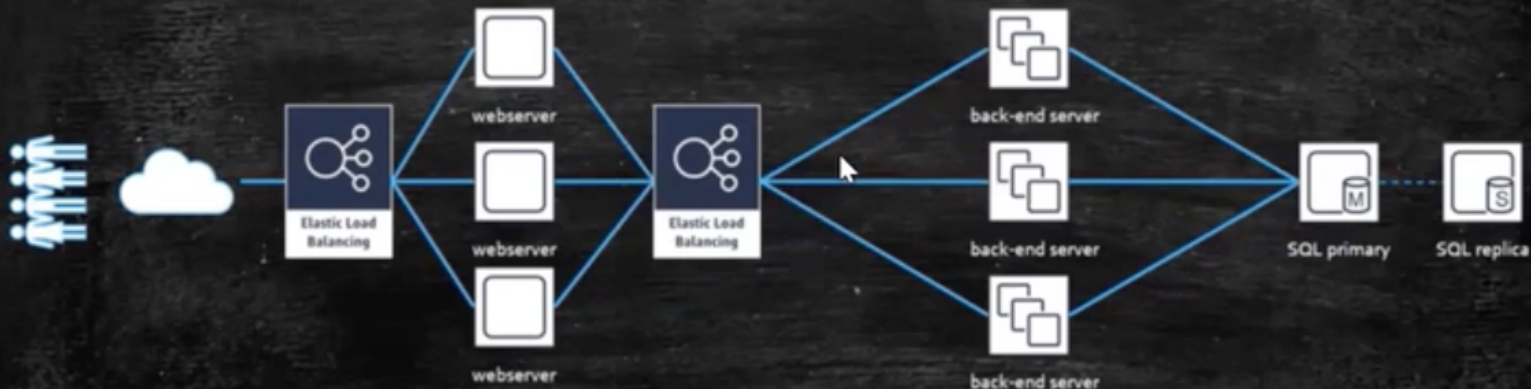 webserver
Elastic Load
Balancing
webserver
webserver
Elastic Load
Balancing
back-end server
back-end server
back-end server
M
SQL primary
S
SQL replica